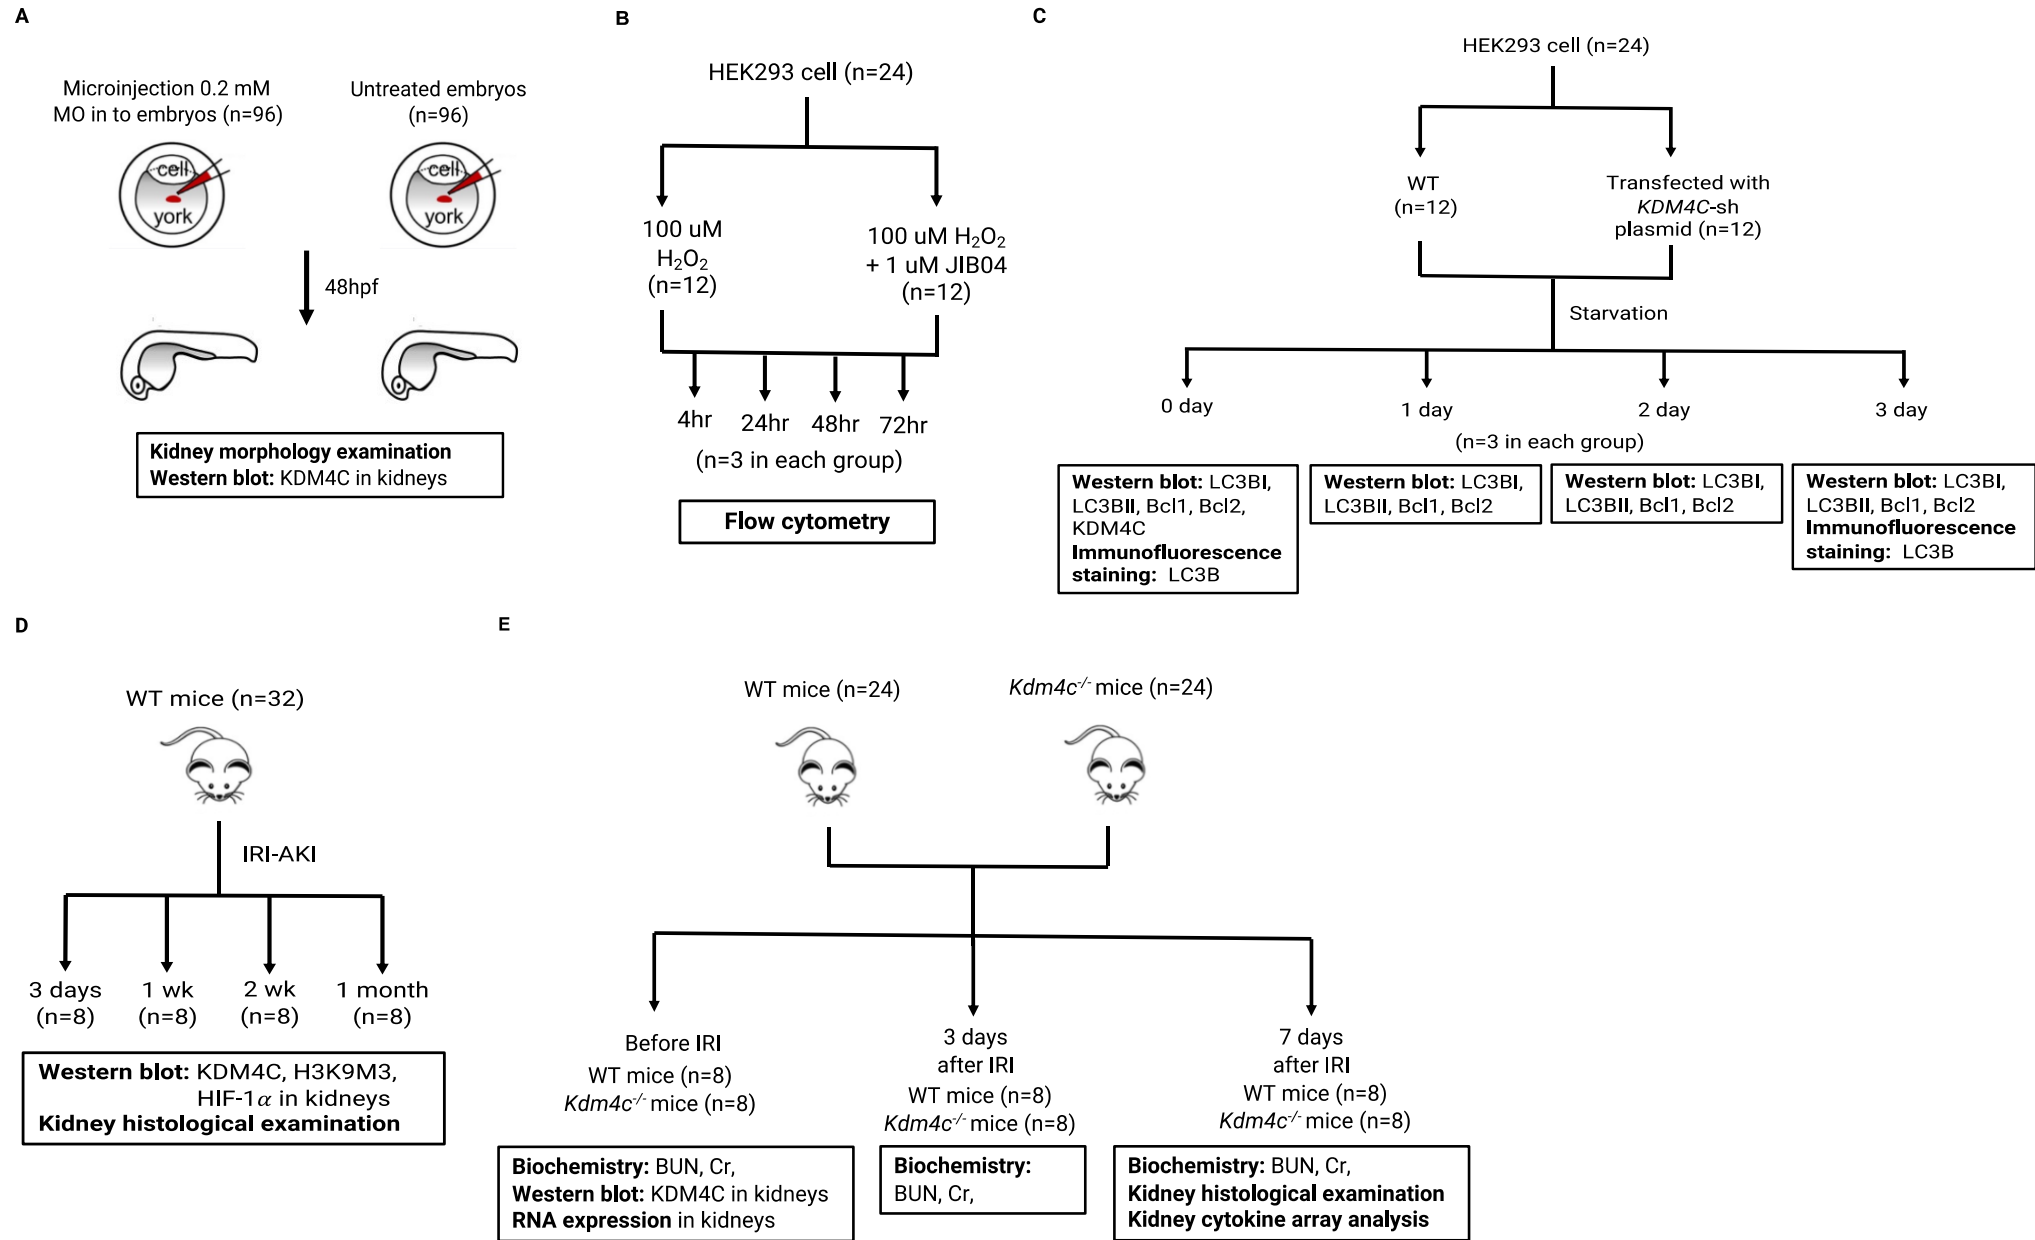 A
Microinjection 0.2 mM
MO in to embryos (n=96)
Untreated embryos
(n=96)
cell
york
cell
york
48hpf
Kidney morphology examination
Western blot: KDM4C in kidneys
B
HEK293 cell (n=24)
100 uM
H₂O₂
(n=12)
100 uM H₂O₂
+ 1 uM JIB04
(n=12)
4hr
24hr
48hr
72hr
(n=3 in each group)
Flow cytometry
C
HEK293 cell (n=24)
WT
(n=12)
Transfected with
KDM4C-sh
plasmid (n=12)
Starvation
0 day
1 day
2 day
3 day
(n=3 in each group)
Western blot: LC3BI,
LC3BII, Bcl1, Bcl2,
KDM4C
Immunofluorescence
staining: LC3B
Western blot: LC3BI,
LC3BII, Bcl1, Bcl2
Western blot: LC3BI,
LC3BII, Bcl1, Bcl2
Western blot: LC3BI,
LC3BII, Bcl1, Bcl2
Immunofluorescence
staining: LC3B
D
WT mice (n=32)
IRI-AKI
3 days
(n=8)
1 wk
(n=8)
2 wk
(n=8)
1 month
(n=8)
Western blot: KDM4C, H3K9M3,
HIF-1α in kidneys
Kidney histological examination
E
WT mice (n=24)
Kdm4c⁻/⁻ mice (n=24)
Before IRI
WT mice (n=8)
Kdm4c⁻/⁻ mice (n=8)
3 days
after IRI
WT mice (n=8)
Kdm4c⁻/⁻ mice (n=8)
7 days
after IRI
WT mice (n=8)
Kdm4c⁻/⁻ mice (n=8)
Biochemistry: BUN, Cr,
Western blot: KDM4C in kidneys
RNA expression in kidneys
Biochemistry:
BUN, Cr,
Biochemistry: BUN, Cr,
Kidney histological examination
Kidney cytokine array analysis